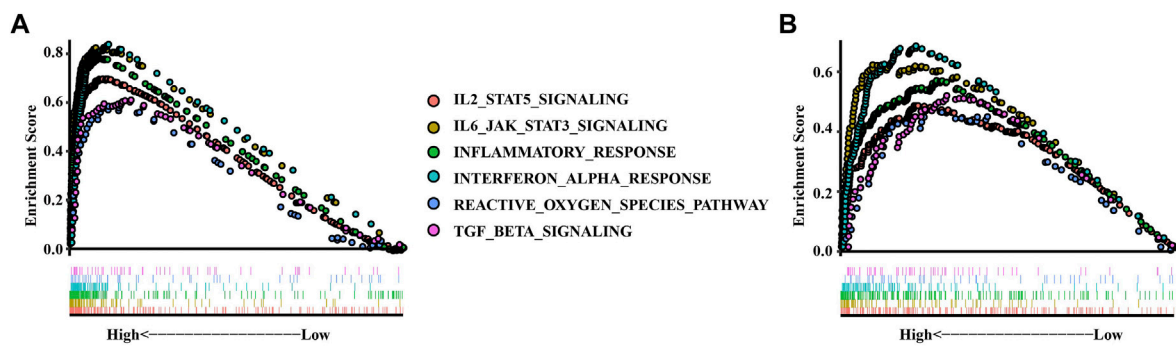 A
Enrichment Score
0.8
0.6
0.4
0.2
0.0
High<-------------------Low
IL2_STAT5_SIGNALING
IL6_JAK_STAT3_SIGNALING
INFLAMMATORY_RESPONSE
INTERFERON_ALPHA_RESPONSE
REACTIVE_OXYGEN_SPECIES_PATHWAY
TGF_BETA_SIGNALING
B
Enrichment Score
0.6
0.4
0.2
0.0
High<-------------------Low